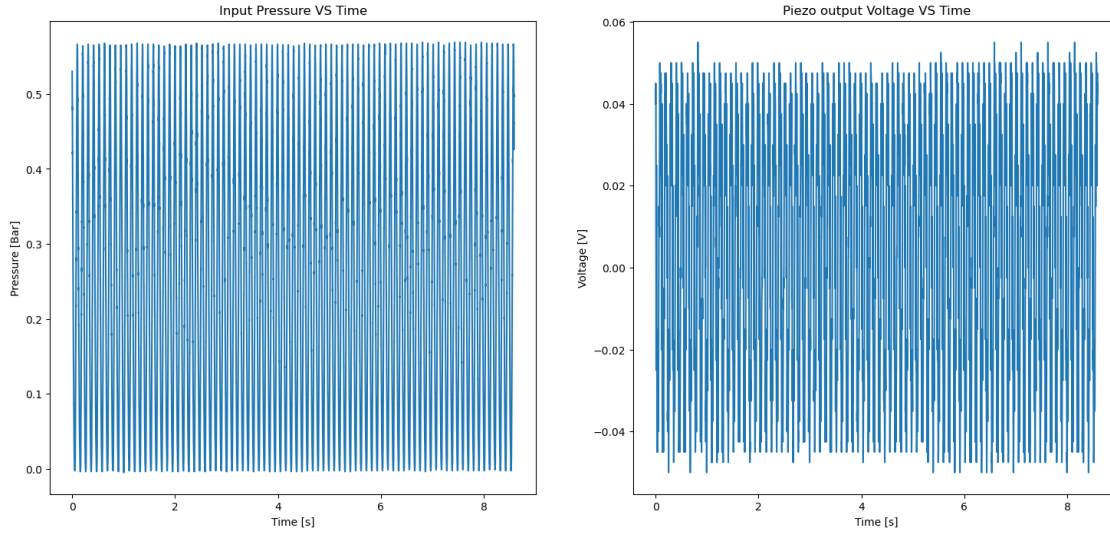 Input Pressure VS Time
Pressure [Bar]
0.5
0.4
0.3
0.2
0.1
0.0
0 2 4 6 8
Time [s]
Piezo output Voltage VS Time
Voltage [V]
0.06
0.04
0.02
0.00
−0.02
−0.04
0 2 4 6 8
Time [s]